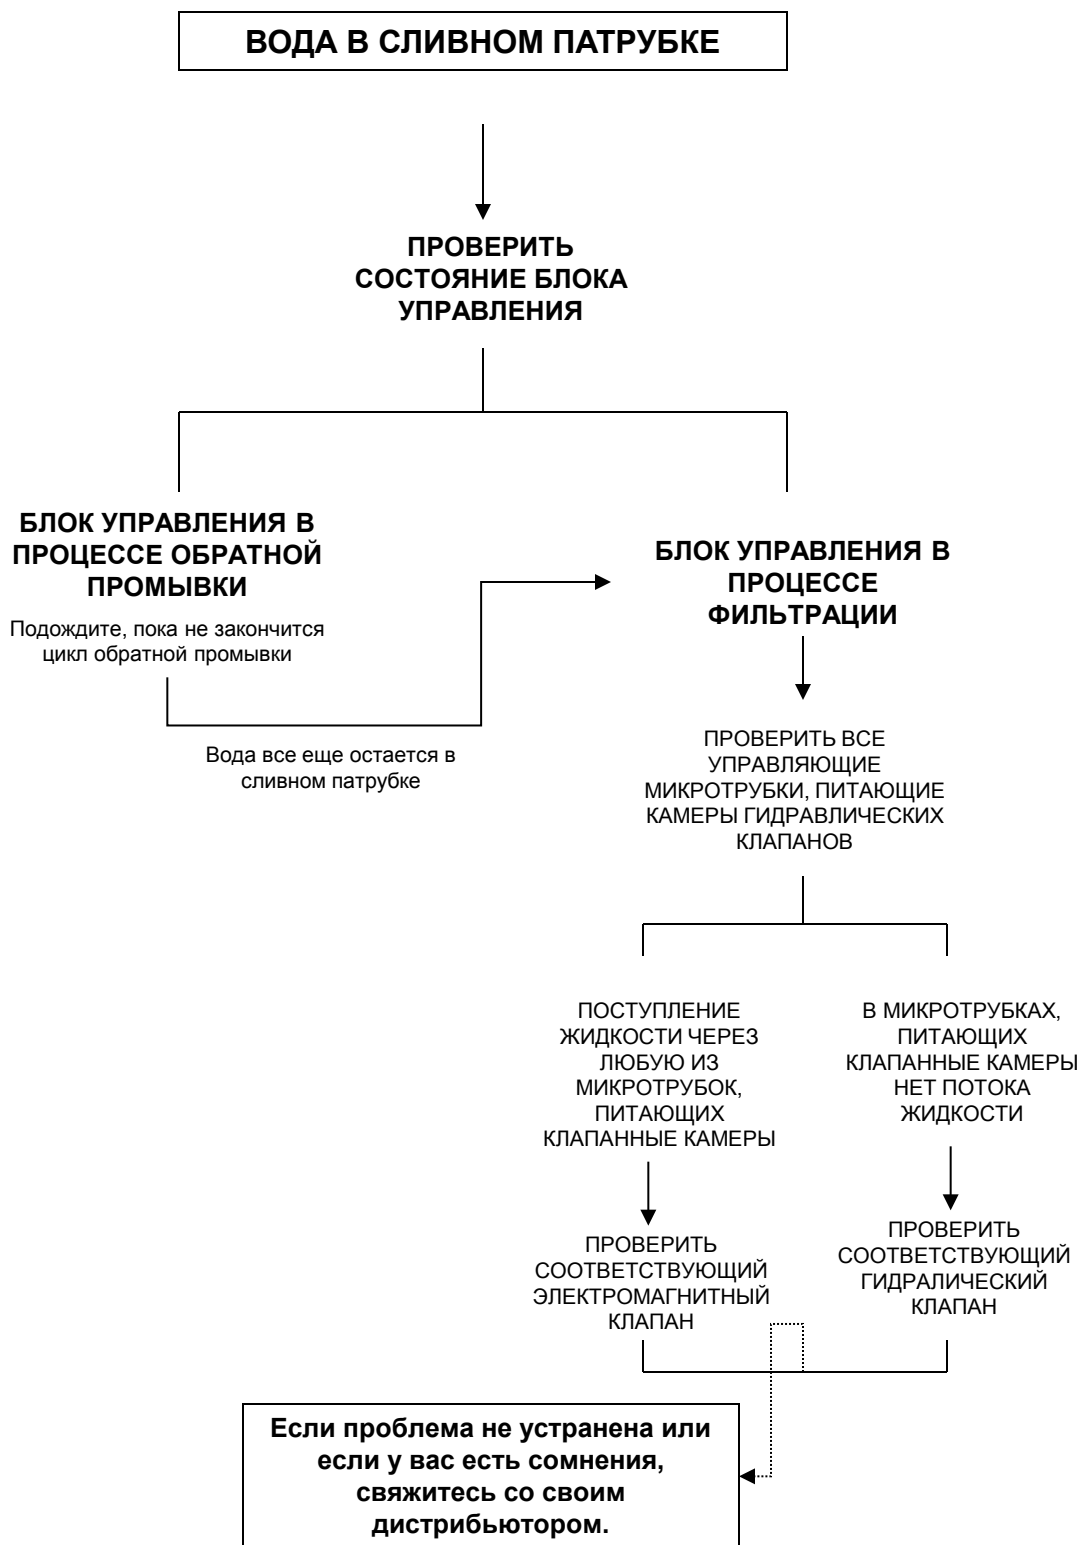 ВОДА В СЛИВНОМ ПАТРУБКЕ
ПРОВЕРИТЬ
СОСТОЯНИЕ БЛОКА
УПРАВЛЕНИЯ
БЛОК УПРАВЛЕНИЯ В
ПРОЦЕССЕ ОБРАТНОЙ
ПРОМЫВКИ
Подождите, пока не закончится
цикл обратной промывки
Вода все еще остается в
сливном патрубке
БЛОК УПРАВЛЕНИЯ В
ПРОЦЕССЕ
ФИЛЬТРАЦИИ
ПРОВЕРИТЬ ВСЕ
УПРАВЛЯЮЩИЕ
МИКРОТРУБКИ, ПИТАЮЩИЕ
КАМЕРЫ ГИДРАВЛИЧЕСКИХ
КЛАПАНОВ
ПОСТУПЛЕНИЕ
ЖИДКОСТИ ЧЕРЕЗ
ЛЮБУЮ ИЗ
МИКРОТРУБОК,
ПИТАЮЩИХ
КЛАПАННЫЕ КАМЕРЫ
В МИКРОТРУБКАХ,
ПИТАЮЩИХ
КЛАПАННЫЕ КАМЕРЫ
НЕТ ПОТОКА
ЖИДКОСТИ
ПРОВЕРИТЬ
СООТВЕТСТВУЮЩИЙ
ЭЛЕКТРОМАГНИТНЫЙ
КЛАПАН
ПРОВЕРИТЬ
СООТВЕТСТВУЮЩИЙ
ГИДРАЛИЧЕСКИЙ
КЛАПАН
Если проблема не устранена или
если у вас есть сомнения,
свяжитесь со своим
дистрибьютором.